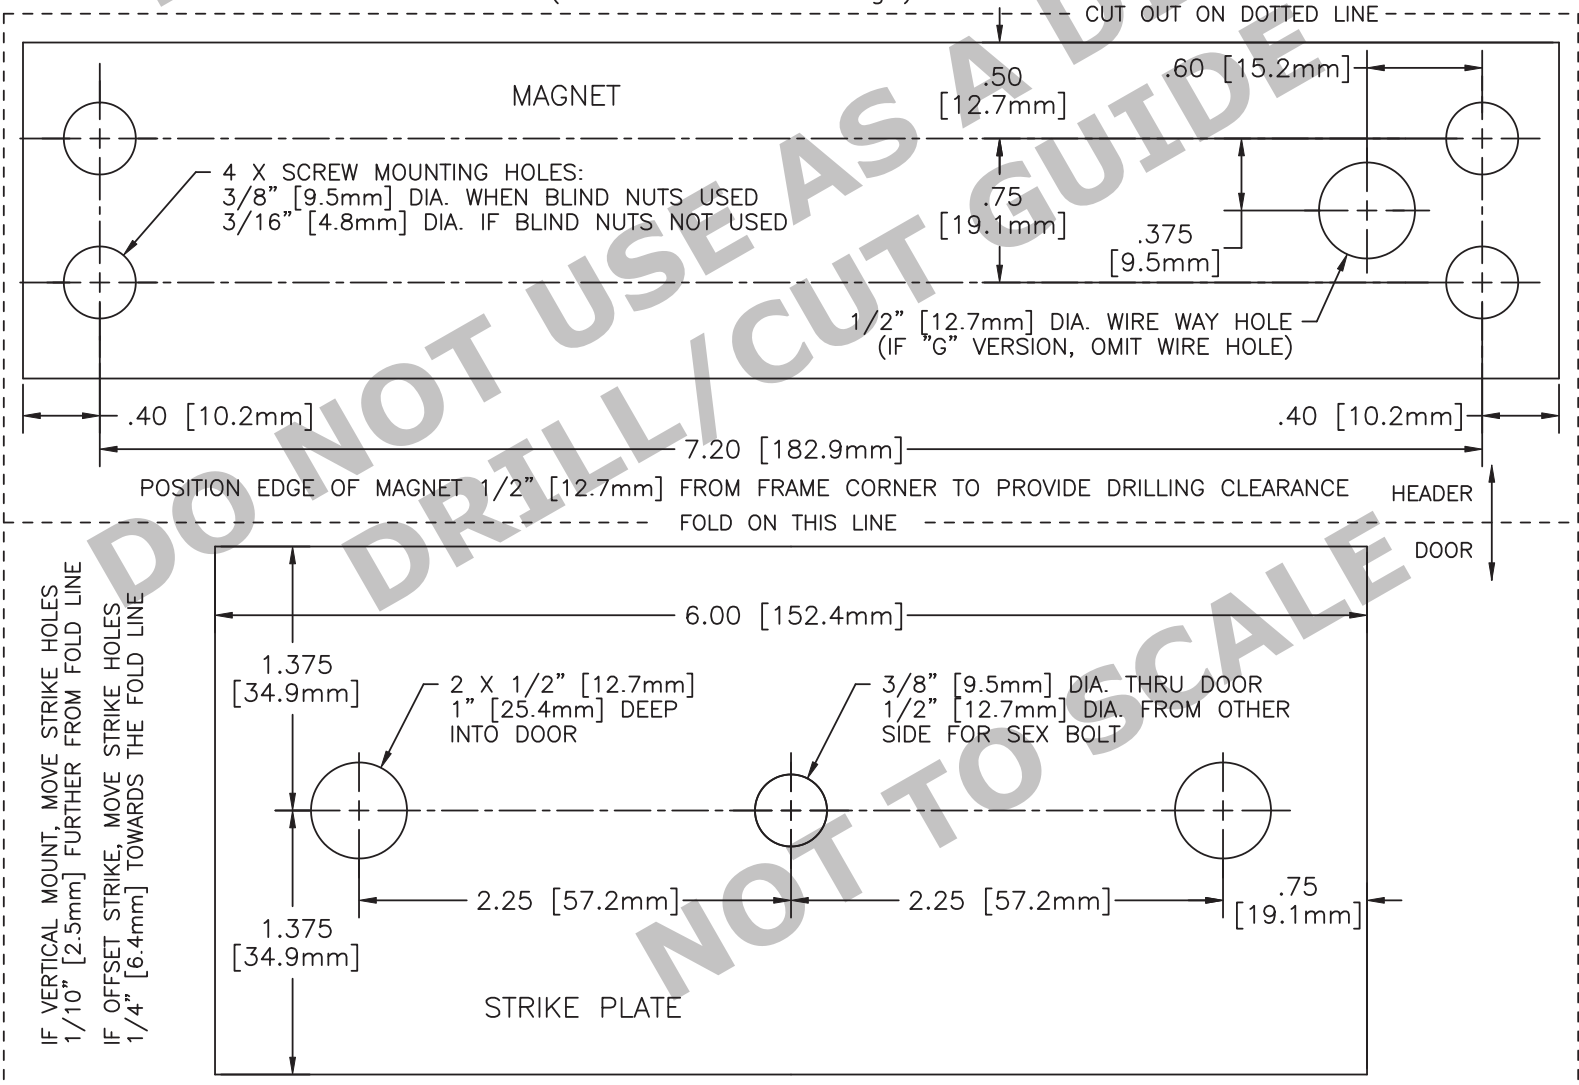 CUT OUT ON DOTTED LINE
MAGNET
.50
[12.7mm]
.60 [15.2mm]
4 X SCREW MOUNTING HOLES:
3/8” [9.5mm] DIA. WHEN BLIND NUTS USED
3/16” [4.8mm] DIA. IF BLIND NUTS NOT USED
.75
[19.1mm]
.375
[9.5mm]
1/2” [12.7mm] DIA. WIRE WAY HOLE
(IF "G” VERSION, OMIT WIRE HOLE)
.40 [10.2mm]
.40 [10.2mm]
7.20 [182.9mm]
POSITION EDGE OF MAGNET 1/2” [12.7mm] FROM FRAME CORNER TO PROVIDE DRILLING CLEARANCE
HEADER
FOLD ON THIS LINE
DOOR
IF VERTICAL MOUNT, MOVE STRIKE HOLES
1/10” [2.5mm] FURTHER FROM FOLD LINE
IF OFFSET STRIKE, MOVE STRIKE HOLES
1/4” [6.4mm] TOWARDS THE FOLD LINE
6.00 [152.4mm]
1.375
[34.9mm]
2 X 1/2” [12.7mm]
1” [25.4mm] DEEP
INTO DOOR
3/8” [9.5mm] DIA. THRU DOOR
1/2” [12.7mm] DIA. FROM OTHER
SIDE FOR SEX BOLT
2.25 [57.2mm]
2.25 [57.2mm]
.75
[19.1mm]
1.375
[34.9mm]
STRIKE PLATE
DO NOT USE AS A
DRILL/CUT GUIDE
NOT TO SCALE